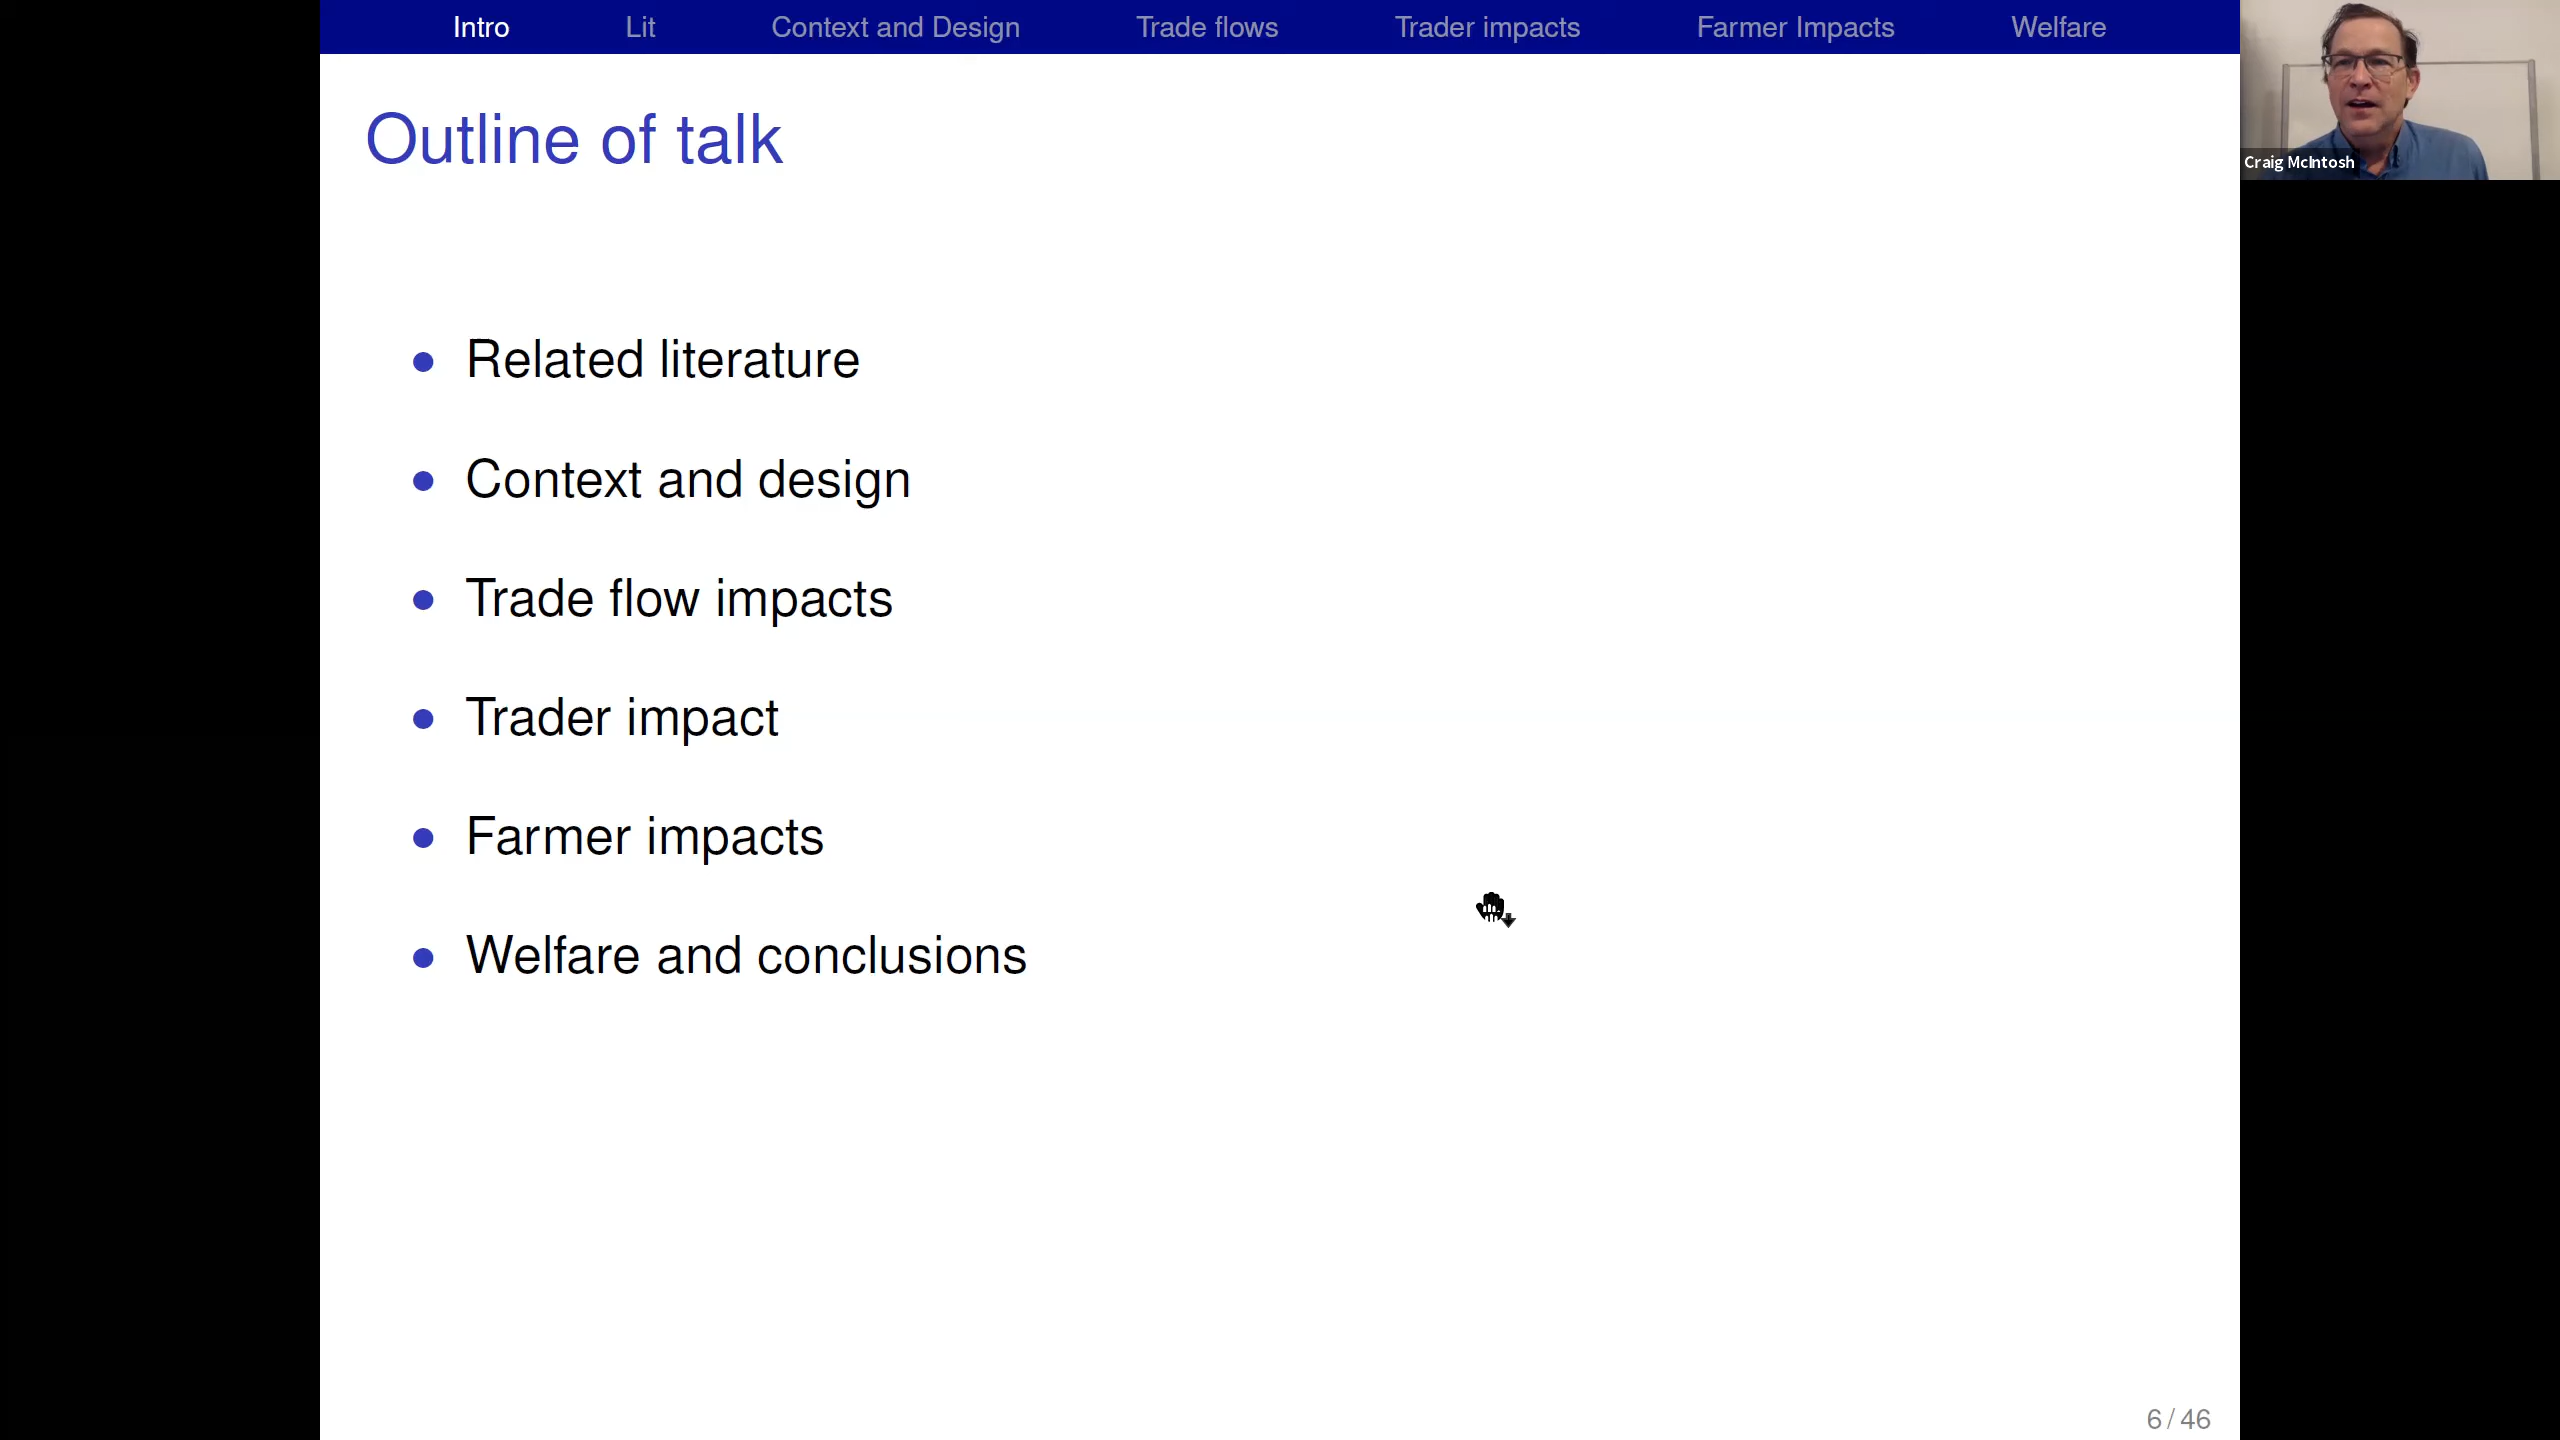 Intro Lit Context and Design Trade flows Trader impacts Farmer Impacts Welfare
Craig McIntosh
Outline of talk
Related literature
Context and design
Trade flow impacts
Trader impact
Farmer impacts
Welfare and conclusions
6 / 46